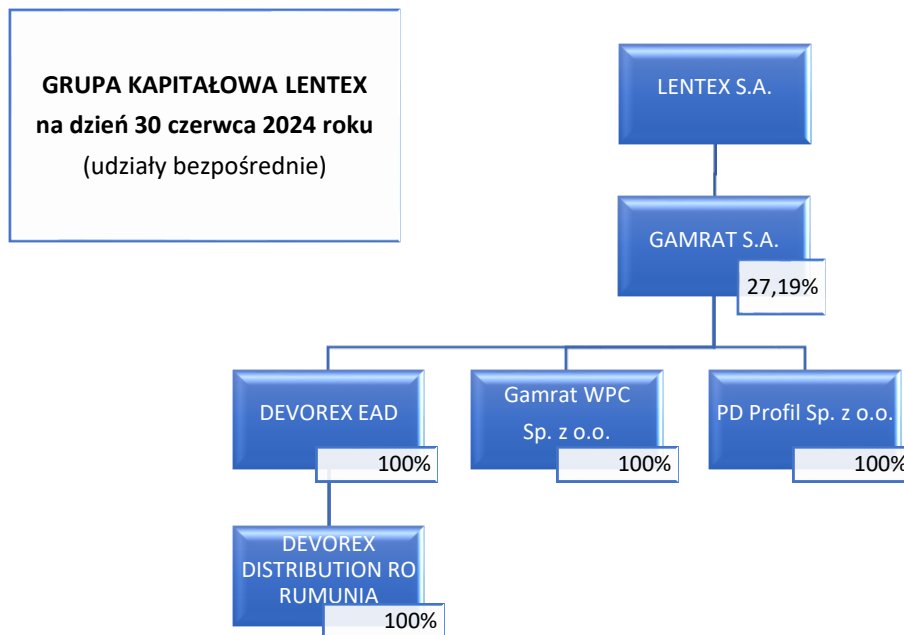 GRUPA KAPITAŁOWA LENTEX
na dzień 30 czerwca 2024 roku
(udziały bezpośrednie)
LENTEX S.A.
GAMRAT S.A.
27,19%
DEVOREX EAD
100%
Gamrat WPC
Sp. z o.o.
100%
PD Profil Sp. z o.o.
100%
DEVOREX
DISTRIBUTION RO
RUMUNIA
100%